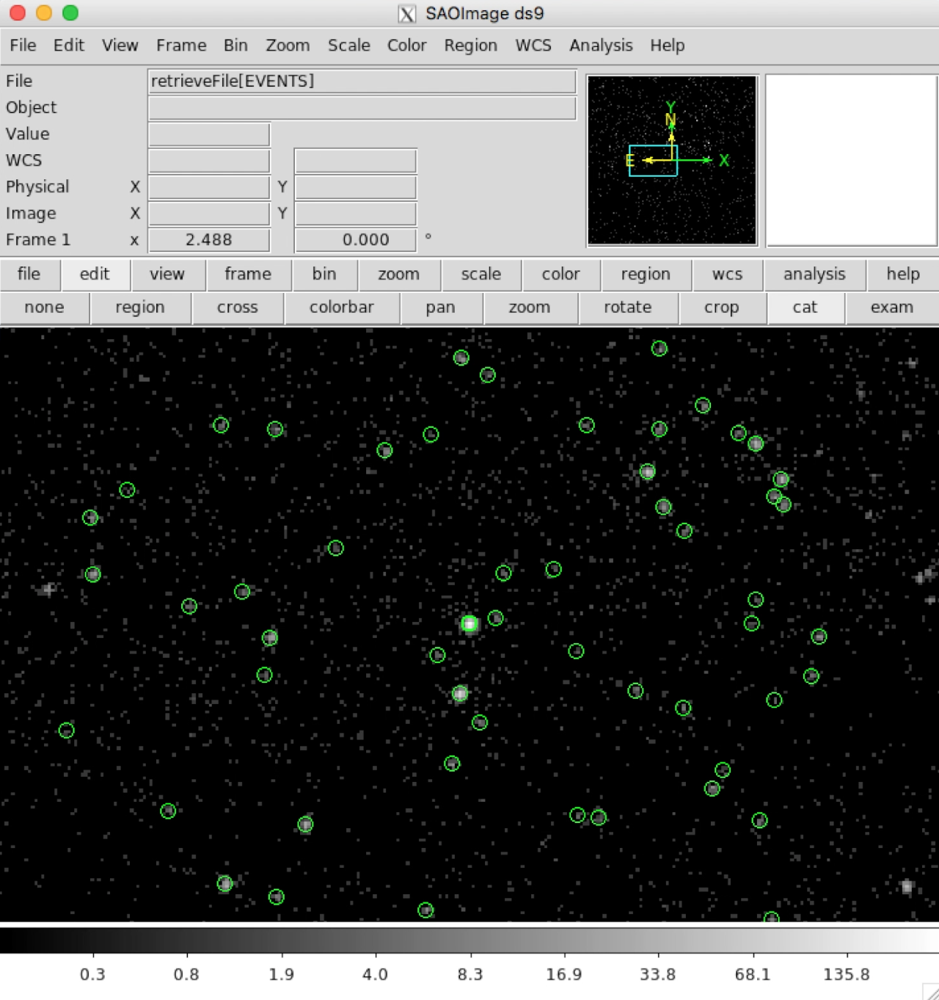 SAOImage ds9
File Edit View Frame Bin Zoom Scale Color Region WCS Analysis Help
File retrieveFile[EVENTS]
Object
Value
WCS
Physical X Y
Image X Y
Frame 1 x 2.488 0.000 °
Y
N
E X
file edit view frame bin zoom scale color region wcs analysis help
none region cross colorbar pan zoom rotate crop cat exam
0.3 0.8 1.9 4.0 8.3 16.9 33.8 68.1 135.8